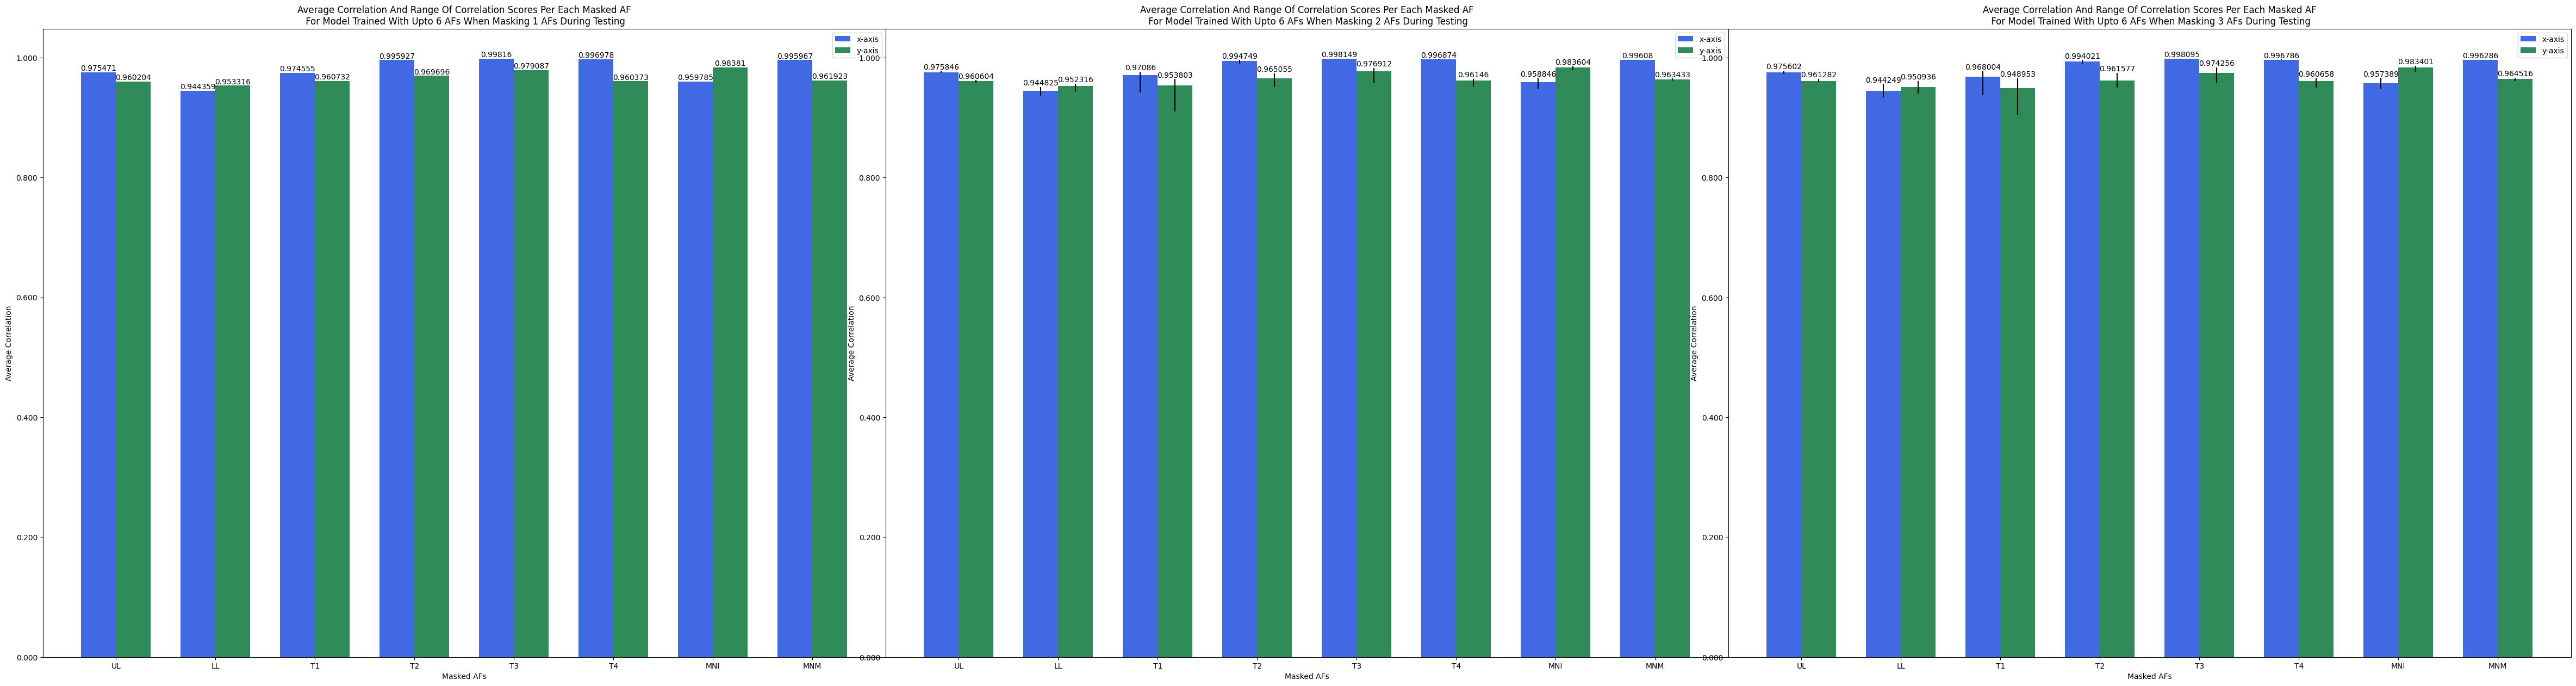 Average Correlation And Range Of Correlation Scores Per Each Masked AF
For Model Trained With Upto 6 AFs When Masking 1 AFs During Testing
x-axis
y-axis
1.000
0.800
0.600
0.400
0.200
0.000
Average Correlation
0.975471
0.960204
0.944359
0.953316
0.974555
0.960732
0.995927
0.969696
0.99816
0.979087
0.996978
0.960373
0.959785
0.98381
0.995967
0.961923
UL
LL
T1
T2
T3
T4
MNI
MNM
Masked AFs
Average Correlation And Range Of Correlation Scores Per Each Masked AF
For Model Trained With Upto 6 AFs When Masking 2 AFs During Testing
x-axis
y-axis
1.000
0.800
0.600
0.400
0.200
0.000
Average Correlation
0.975846
0.960604
0.944825
0.952316
0.97086
0.953803
0.994749
0.965055
0.998149
0.976912
0.996874
0.96146
0.958846
0.983604
0.99608
0.963433
UL
LL
T1
T2
T3
T4
MNI
MNM
Masked AFs
Average Correlation And Range Of Correlation Scores Per Each Masked AF
For Model Trained With Upto 6 AFs When Masking 3 AFs During Testing
x-axis
y-axis
1.000
0.800
0.600
0.400
0.200
0.000
Average Correlation
0.975602
0.961282
0.944249
0.950936
0.968004
0.948953
0.994021
0.961577
0.998095
0.974256
0.996786
0.960658
0.957389
0.983401
0.996286
0.964516
UL
LL
T1
T2
T3
T4
MNI
MNM
Masked AFs